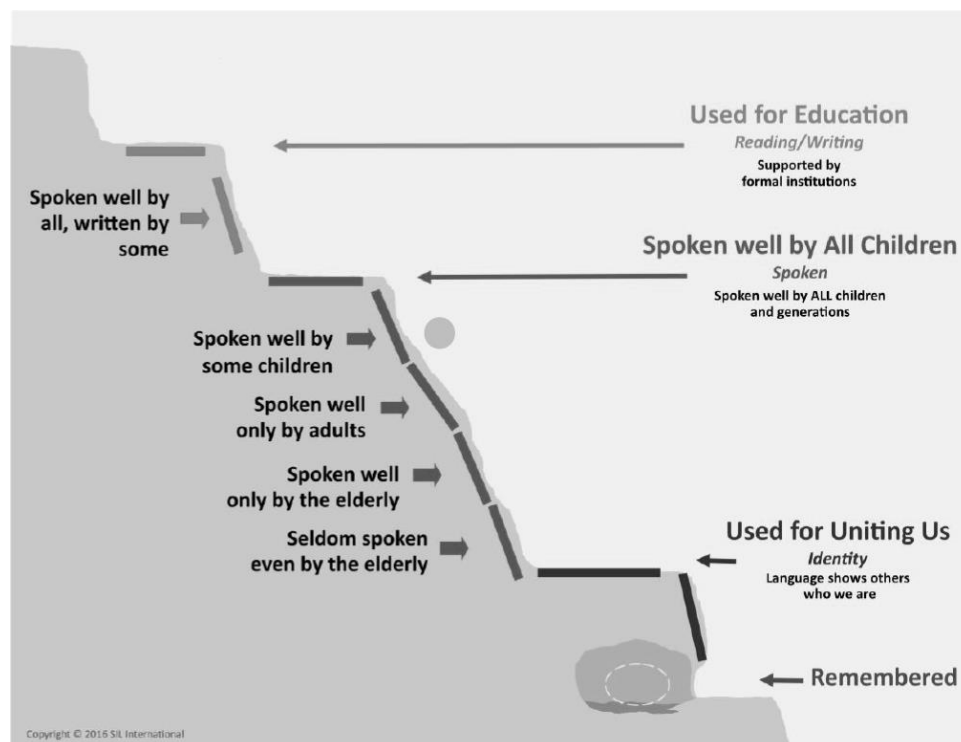 Used for Education
Reading/Writing
Supported by
formal institutions
Spoken well by
all, written by
some
Spoken well by All Children
Spoken
Spoken well by ALL children
and generations
Spoken well by
some children
Spoken well
only by adults
Spoken well
only by the elderly
Seldom spoken
even by the elderly
Used for Uniting Us
Identity
Language shows others
who we are
Remembered
Copyright © 2016 SIL International